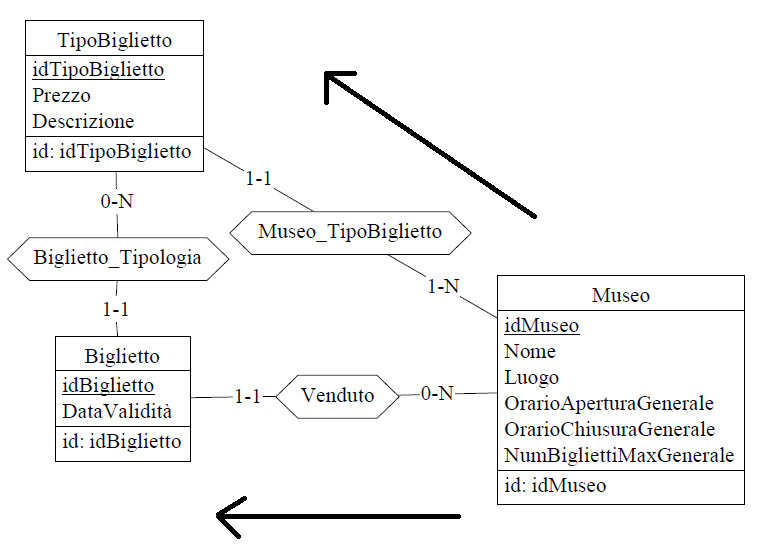 TipoBiglietto
idTipoBiglietto
Prezzo
Descrizione
id: idTipoBiglietto
1-1
0-N
Museo_TipoBiglietto
Biglietto_Tipologia
1-N
1-1
Museo
idMuseo
Nome
Luogo
OrarioAperturaGenerale
OrarioChiusuraGenerale
NumBigliettiMaxGenerale
id: idMuseo
Biglietto
idBiglietto
DataValidità
id: idBiglietto
1-1
Venduto
0-N